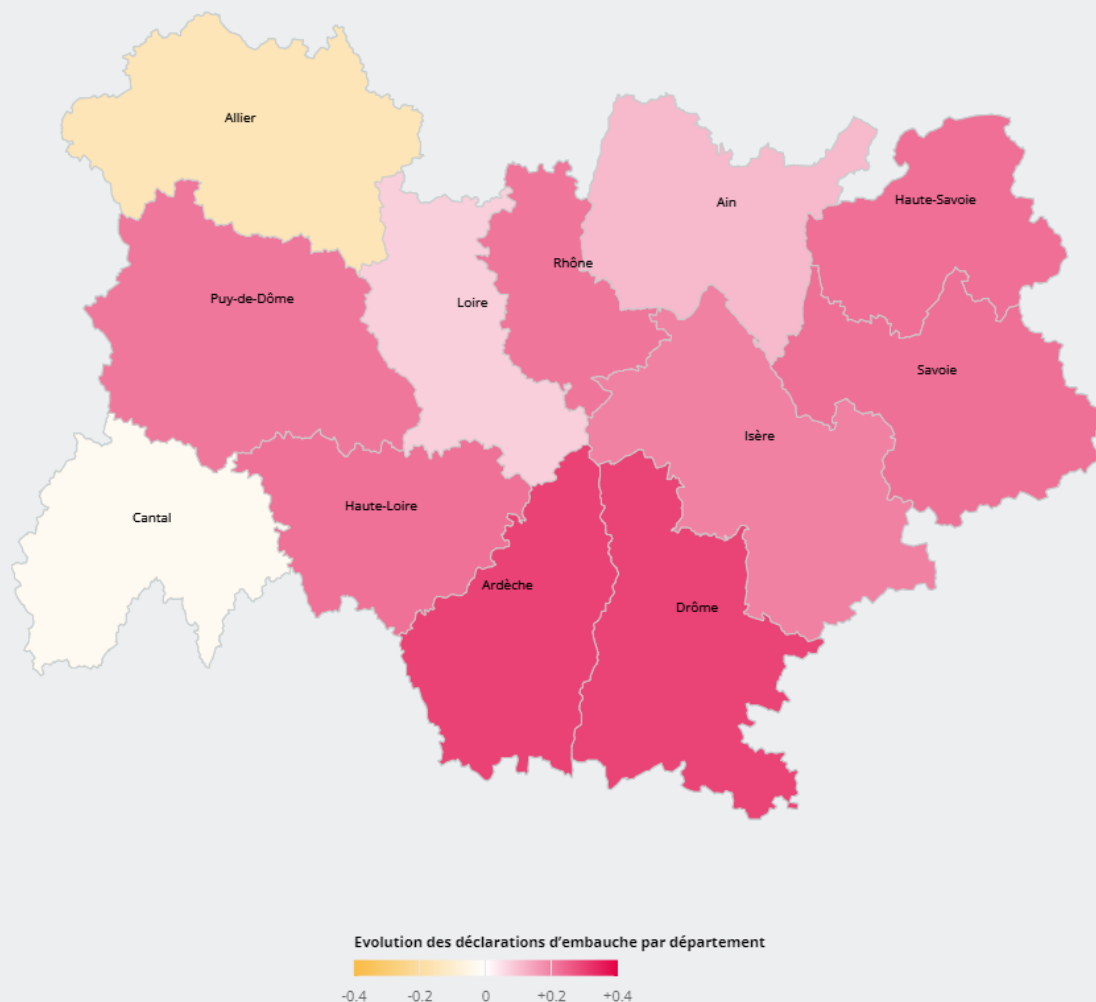 Allier
Ain
Haute-Savoie
Rhône
Puy-de-Dôme
Loire
Savoie
Isère
Haute-Loire
Cantal
Ardèche
Drôme
Evolution des déclarations d’embauche par département
-0.4 -0.2 0 +0.2 +0.4